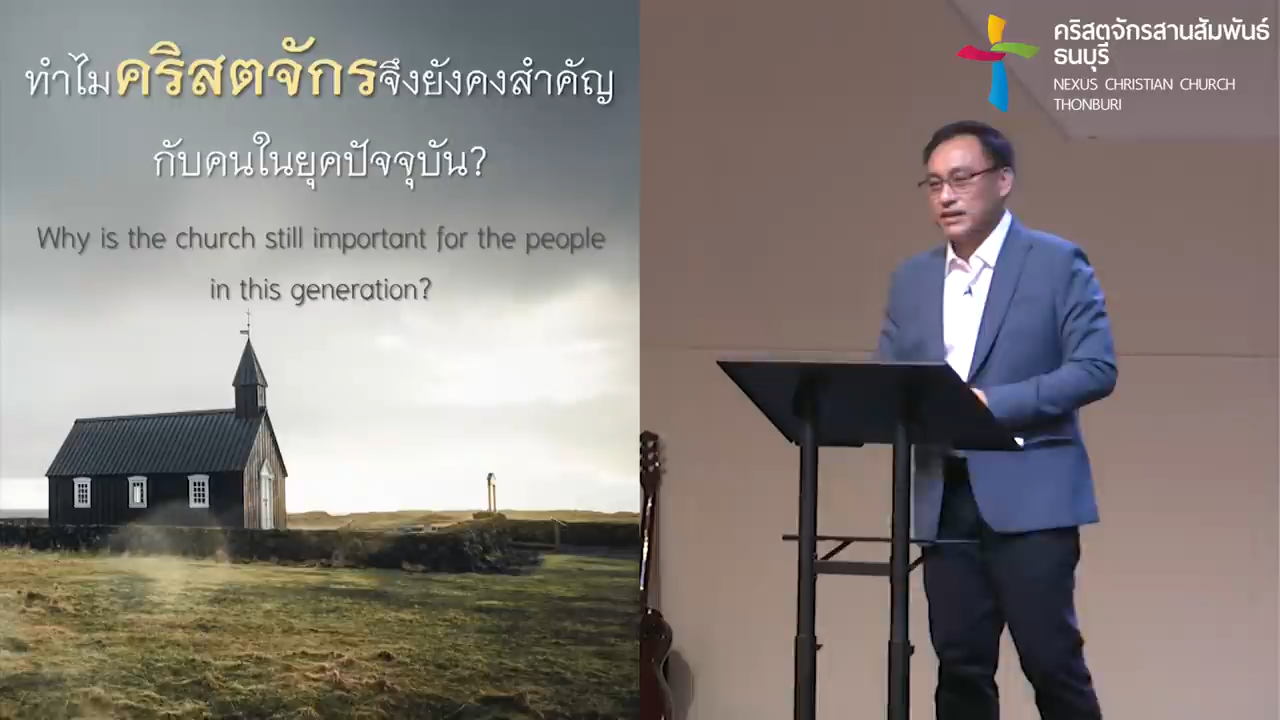 ทำไมคริสตจักรจึงยังคงสำคัญ
กับคนในยุคปัจจุบัน?
Why is the church still important for the people
in this generation?
คริสตจักรสานสัมพันธ์
ธนบุรี
NEXUS CHRISTIAN CHURCH
THONBURI